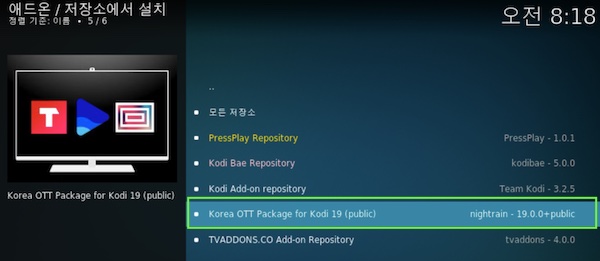 애드온 / 저장소에서 설치
정렬 기준: 이름 • 5 / 6
오전 8:18
..
모든 저장소
PressPlay Repository PressPlay - 1.0.1
Kodi Bae Repository kodibae - 5.0.0
Kodi Add-on repository Team Kodi - 3.2.5
Korea OTT Package for Kodi 19 (public) nightrain - 19.0.0+public
TVADDONS.CO Add-on Repository tvaddons - 4.0.0
T
Korea OTT Package for Kodi 19 (public)